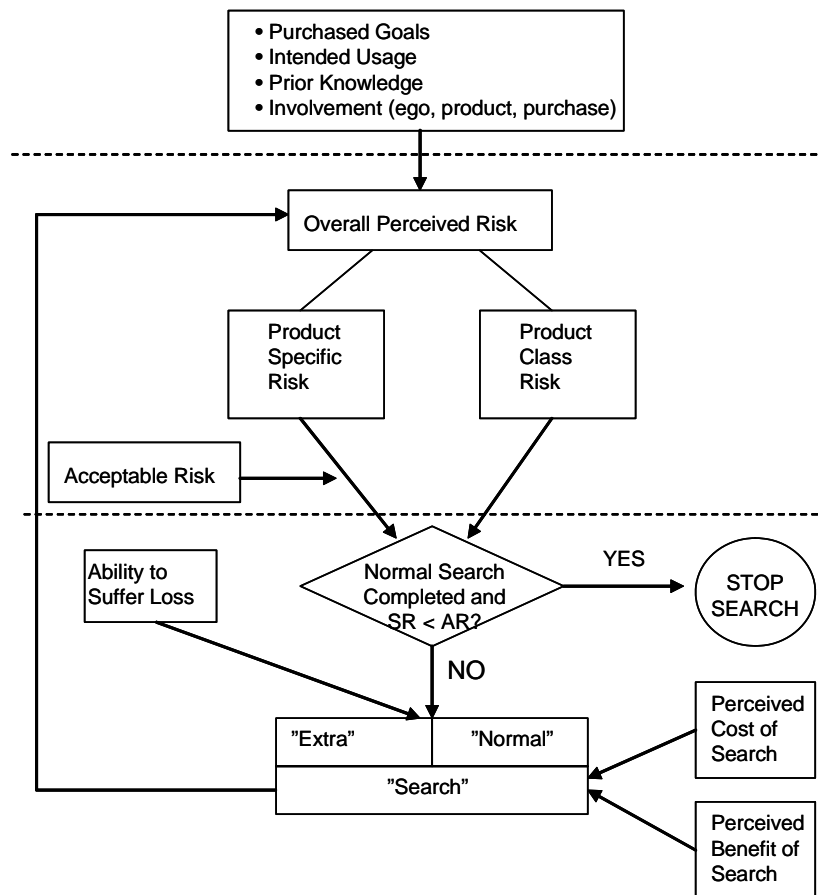 • Purchased Goals
• Intended Usage
• Prior Knowledge
• Involvement (ego, product, purchase)
Overall Perceived Risk
Product
Specific
Risk
Product
Class
Risk
Acceptable Risk
Ability to
Suffer Loss
Normal Search
Completed and
SR < AR?
YES
STOP
SEARCH
NO
"Extra"
"Normal"
"Search"
Perceived
Cost of
Search
Perceived
Benefit of
Search